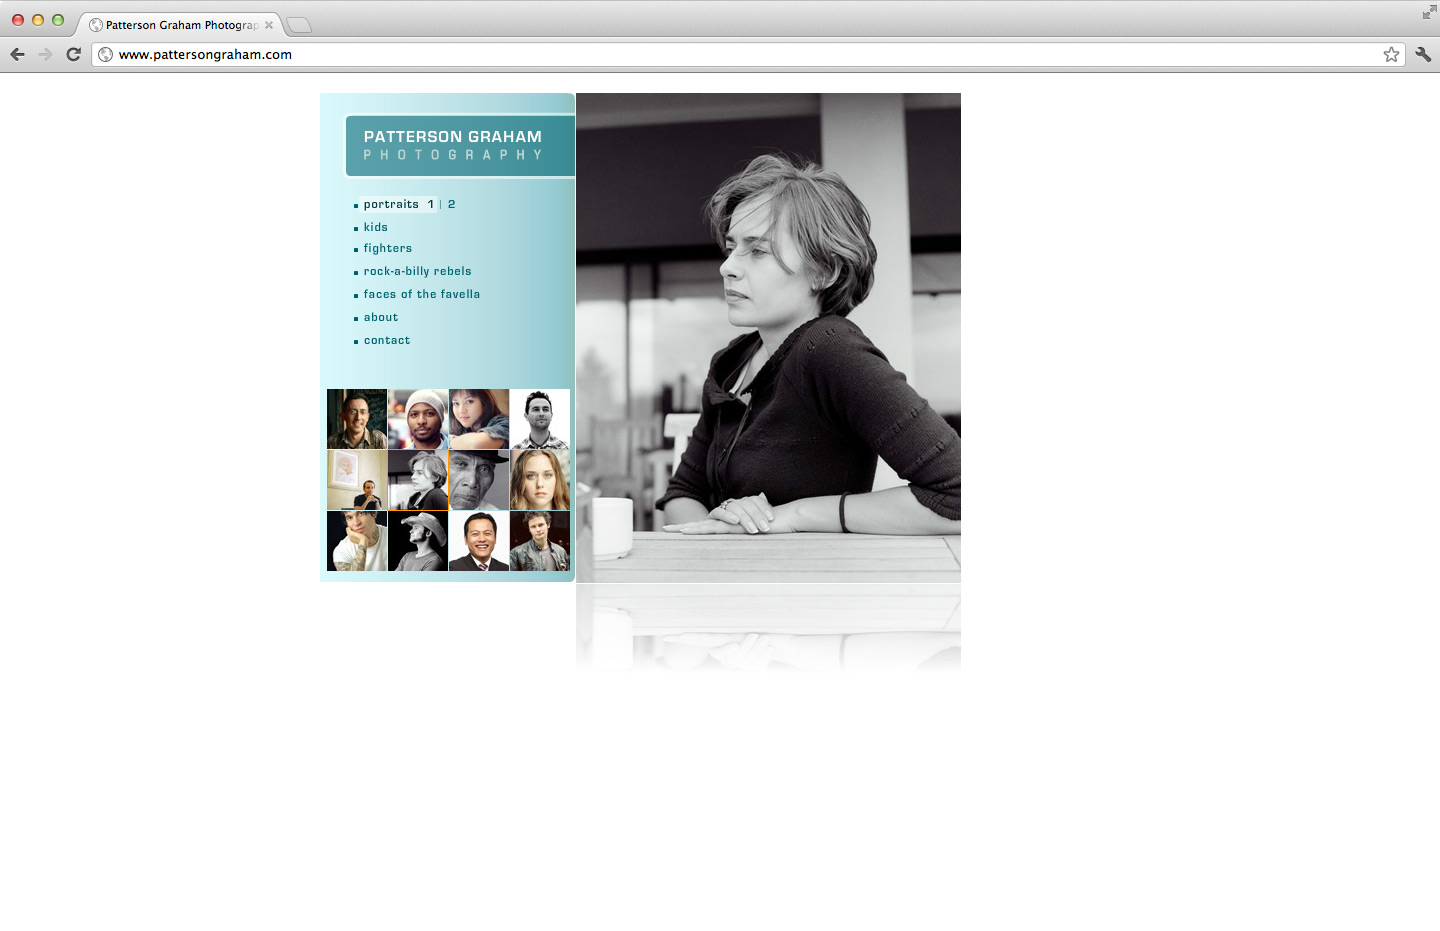 Patterson Graham Photograp
www.pattersongraham.com
PATTERSON GRAHAM
PHOTOGRAPHY
portraits 1 | 2
kids
fighters
rock-a-billy rebels
faces of the favella
about
contact